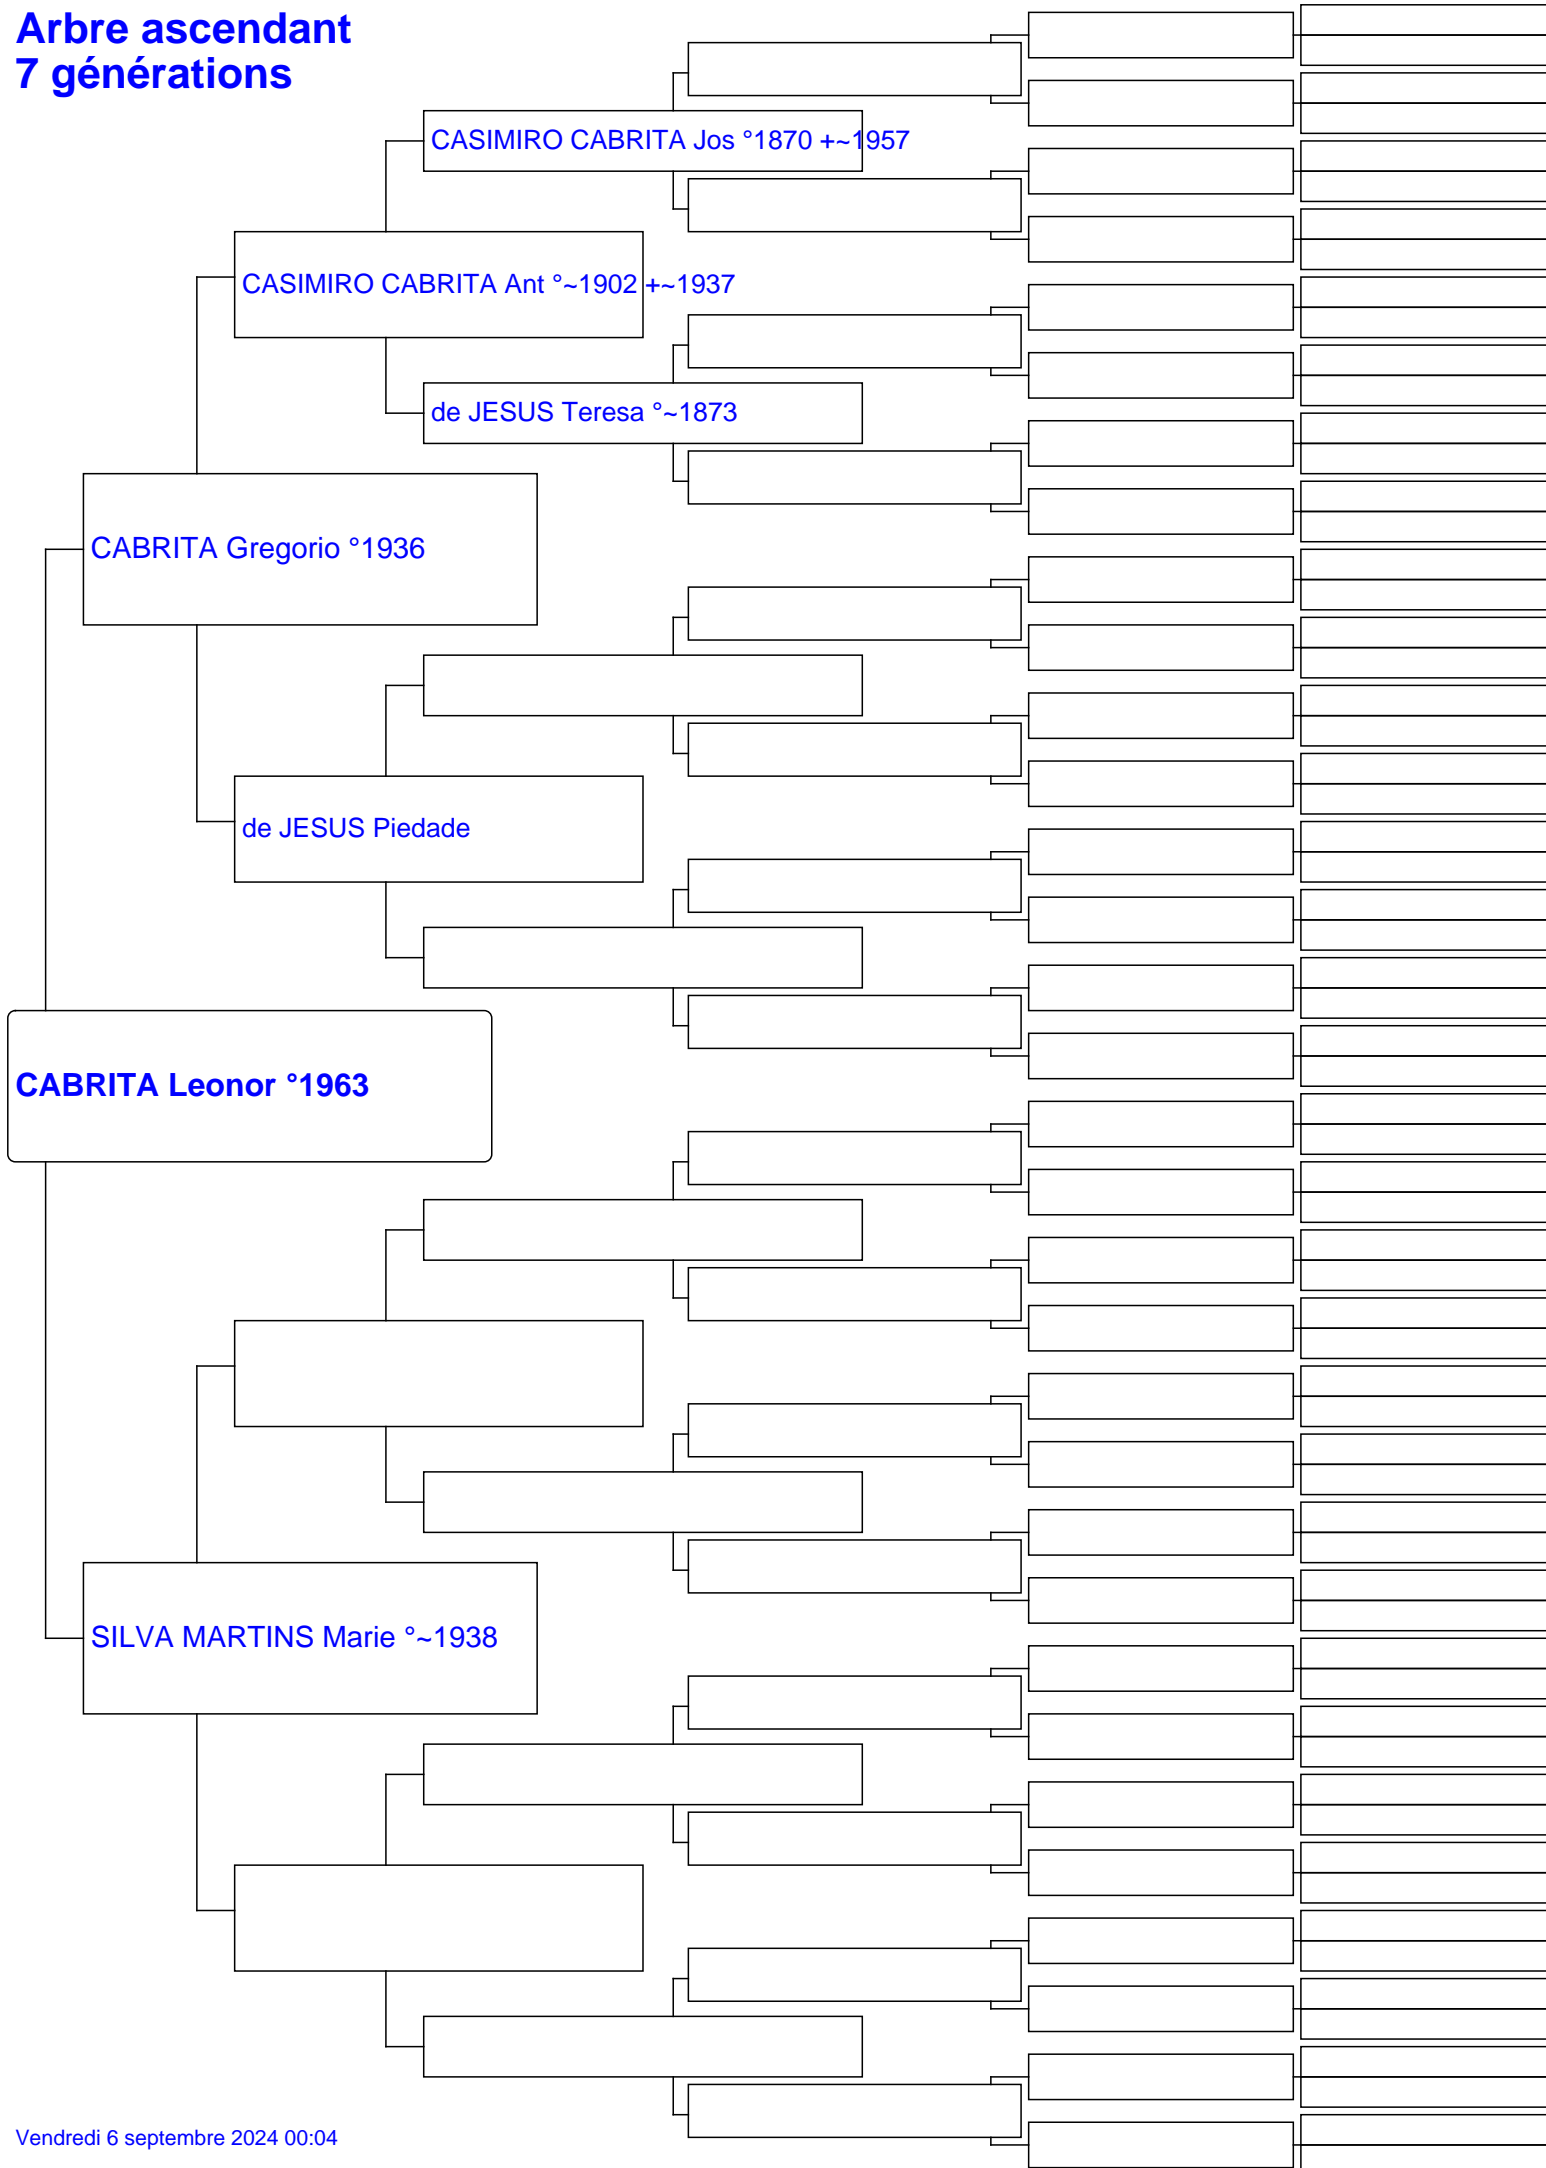 Arbre ascendant
7 générations
CASIMIRO CABRITA Jos °1870 +~1957
CASIMIRO CABRITA Ant °~1902 +~1937
de JESUS Teresa °~1873
CABRITA Gregorio °1936
de JESUS Piedade
CABRITA Leonor °1963
SILVA MARTINS Marie °~1938
Vendredi 6 septembre 2024 00:04